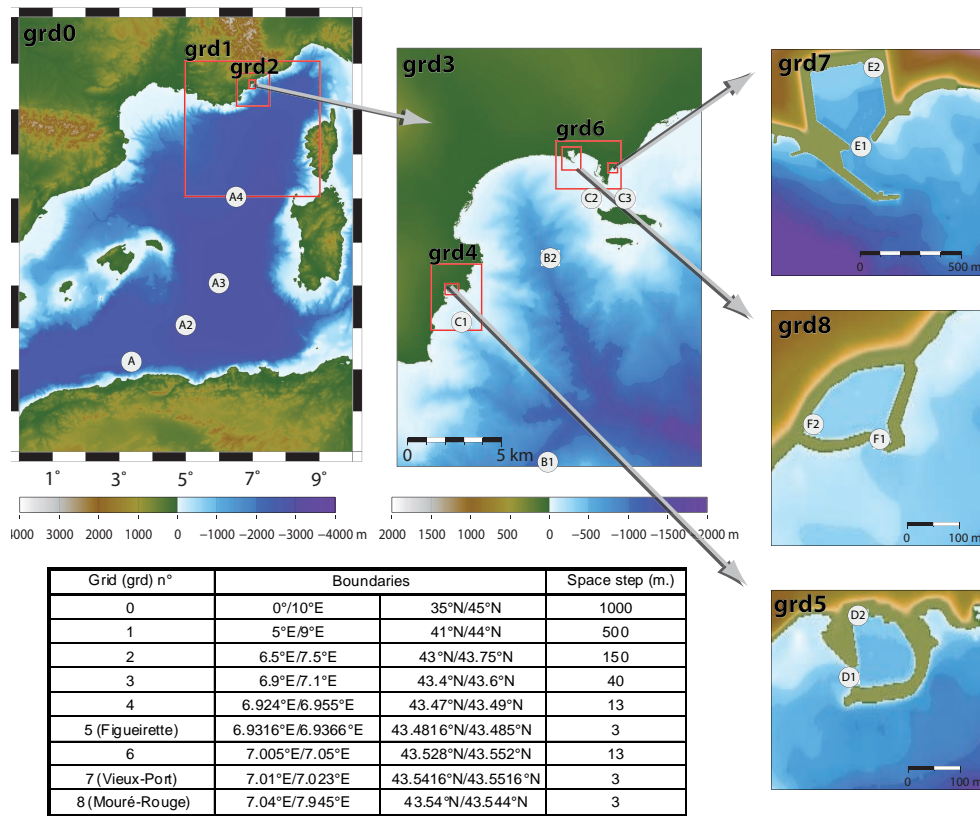 grd0
grd1
grd2
A4
A3
A2
A
1° 3° 5° 7° 9°
4000 3000 2000 1000 0 −1000 −2000 −3000 −4000 m
grd3
grd6
C2 C3
B2
grd4
C1
0 5 km
B1
2000 1500 1000 500 0 −500 −1000 −1500 −2000 m
grd7
E2
E1
0 500 m
grd8
F2
F1
0 100 m
grd5
D2
D1
0 100 m
Grid (grd) n° Boundaries Space step (m.)
0 0°/10°E 35°N/45°N 1000
1 5°E/9°E 41°N/44°N 500
2 6.5°E/7.5°E 43°N/43.75°N 150
3 6.9°E/7.1°E 43.4°N/43.6°N 40
4 6.924°E/6.955°E 43.47°N/43.49°N 13
5 (Figueirette) 6.9316°E/6.9366°E 43.4816°N/43.485°N 3
6 7.005°E/7.05°E 43.528°N/43.552°N 13
7 (Vieux-Port) 7.01°E/7.023°E 43.5416°N/43.5516°N 3
8 (Mouré-Rouge) 7.04°E/7.945°E 43.54°N/43.544°N 3